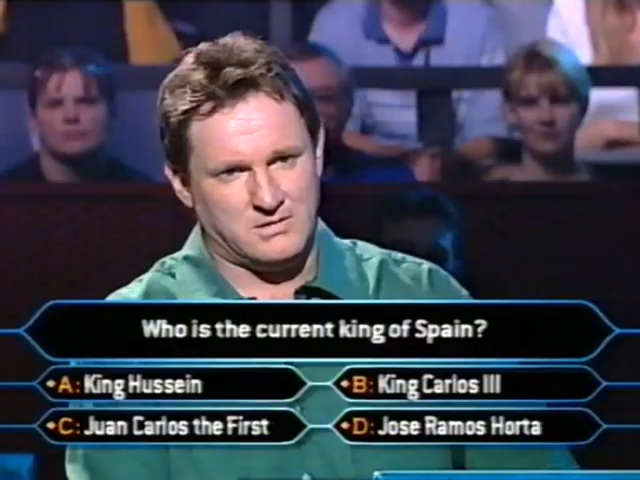 Who is the current king of Spain?
A: King Hussein
B: King Carlos III
C: Juan Carlos the First
D: Jose Ramos Horta